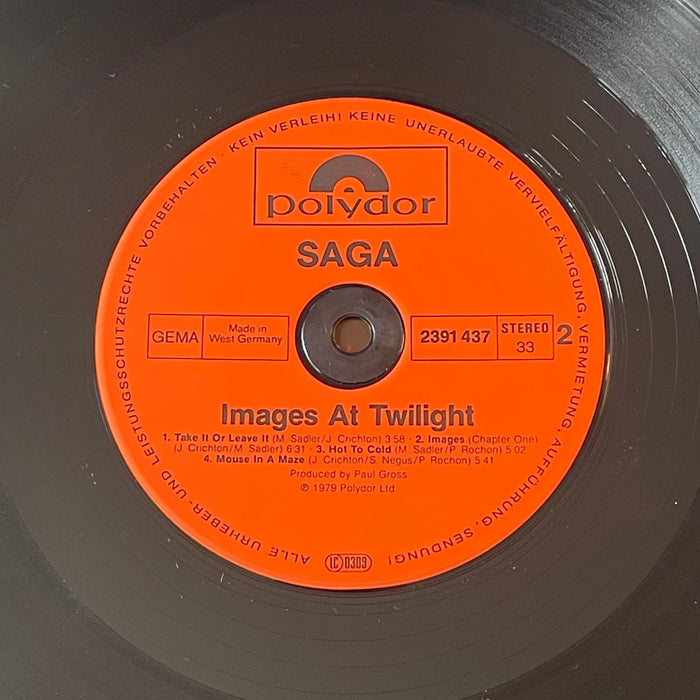 ALLE URHEBER- UND LEISTUNGSSCHUTZRECHTE VORBEHALTEN · KEIN VERLEIH! KEINE UNERLAUBTE VERVIELFÄLTIGUNG, VERMIETUNG, AUFFÜHRUNG, SENDUNG!
polydor
SAGA
GEMA
Made in
West Germany
2391 437
STEREO
33
2
Images At Twilight
1. Take It Or Leave It (M. Sadler/J. Crichton) 3:58 - 2. Images (Chapter One)
(J. Crichton/M. Sadler) 6:31 - 3. Hot To Cold (M. Sadler/P. Rochon) 5:02
4. Mouse In A Maze (J. Crichton/S. Negus/P. Rochon) 5:41
Produced by Paul Gross
℗ 1979 Polydor Ltd.
LC 0309